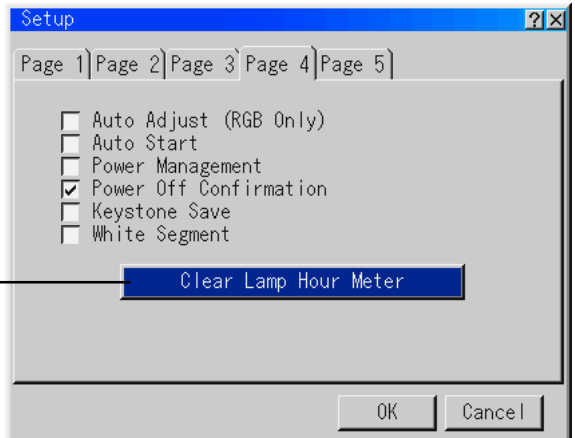 Setup
Page 1 Page 2 Page 3 Page 4 Page 5
Auto Adjust (RGB Only)
Auto Start
Power Management
Power Off Confirmation
Keystone Save
White Segment
Clear Lamp Hour Meter
OK Cancel